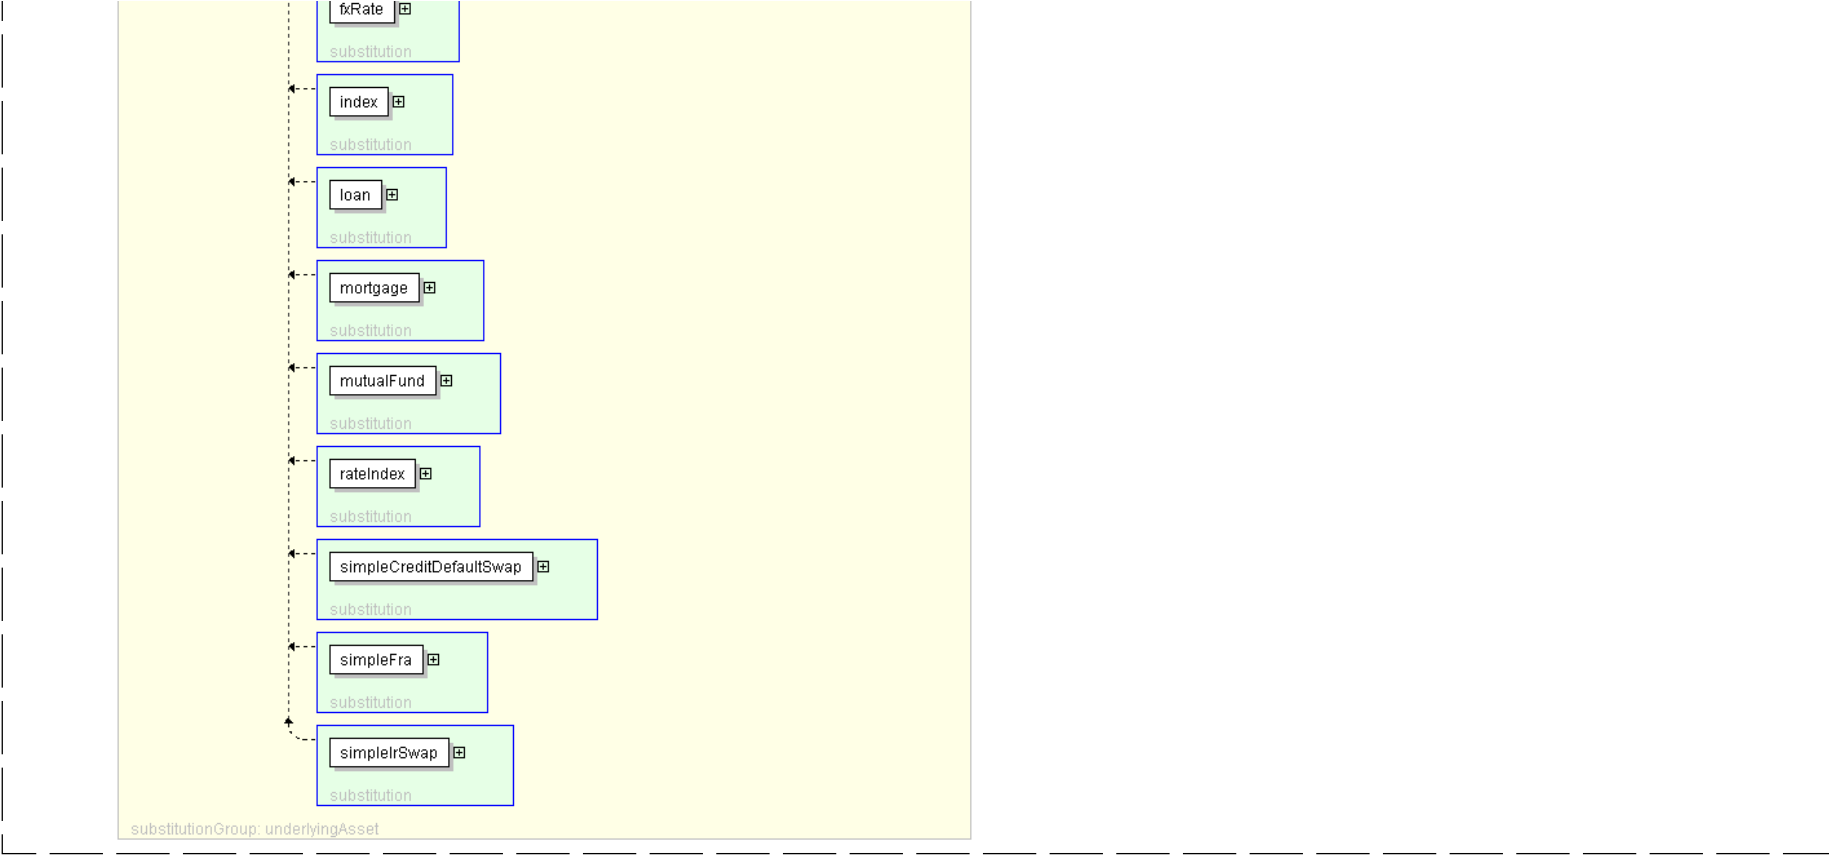 fxRate
substitution
index
substitution
loan
substitution
mortgage
substitution
mutualFund
substitution
rateIndex
substitution
simpleCreditDefaultSwap
substitution
simpleFra
substitution
simpleIrSwap
substitution
substitutionGroup: underlyingAsset